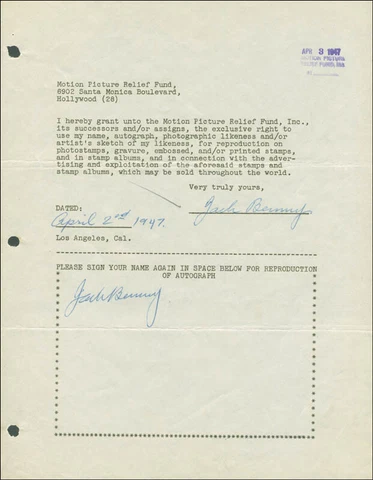 APR 3 1947
MOTION PICTURE
RELIEF FUND, INC.
Motion Picture Relief Fund,
6902 Santa Monica Boulevard,
Hollywood (28)
I hereby grant unto the Motion Picture Relief Fund, Inc.,
its successors and/or assigns, the exclusive right to
use my name, autograph, photographic likeness and/or
artist's sketch of my likeness, for reproduction on
photostamps, gravure, embossed, and/or printed stamps,
and in stamp albums, and in connection with the adver-
tising and exploitation of the aforesaid stamps and
stamp albums, which may be sold throughout the world.
Very truly yours,
Jack Benny
DATED:
April 2nd 1947.
Los Angeles, Cal.
PLEASE SIGN YOUR NAME AGAIN IN SPACE BELOW FOR REPRODUCTION
OF AUTOGRAPH
Jack Benny